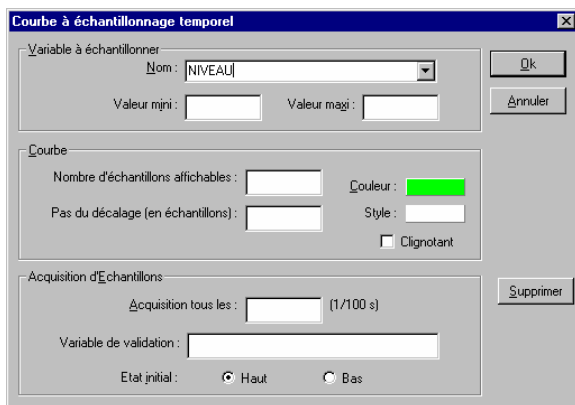 Courbe à échantillonnage temporel
Variable à échantillonner
Nom : NIVEAU
Valeur mini : Valeur maxi :
Ok
Annuler
Courbe
Nombre d'échantillons affichables :
Couleur :
Pas du décalage (en échantillons) :
Style :
Clignotant
Acquisition d'Echantillons
Acquisition tous les : (1/100 s)
Supprimer
Variable de validation :
Etat initial : Haut Bas